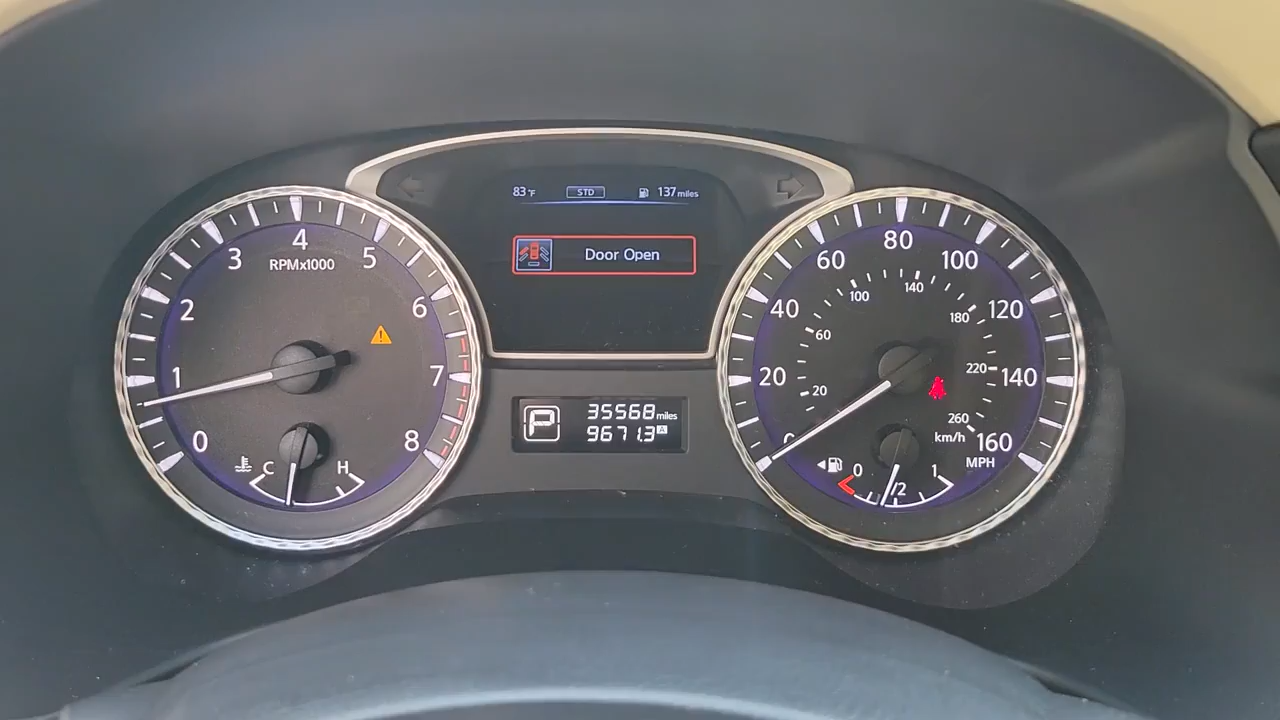 83°F STD 137 miles
Door Open
0 1 2 3 4 5 6 7 8
RPMx1000
C H
P 35568 miles
9671.3 A
0 20 40 60 80 100 120 140 160
MPH
20 60 100 140 180 220 260
km/h
0 1/2 1